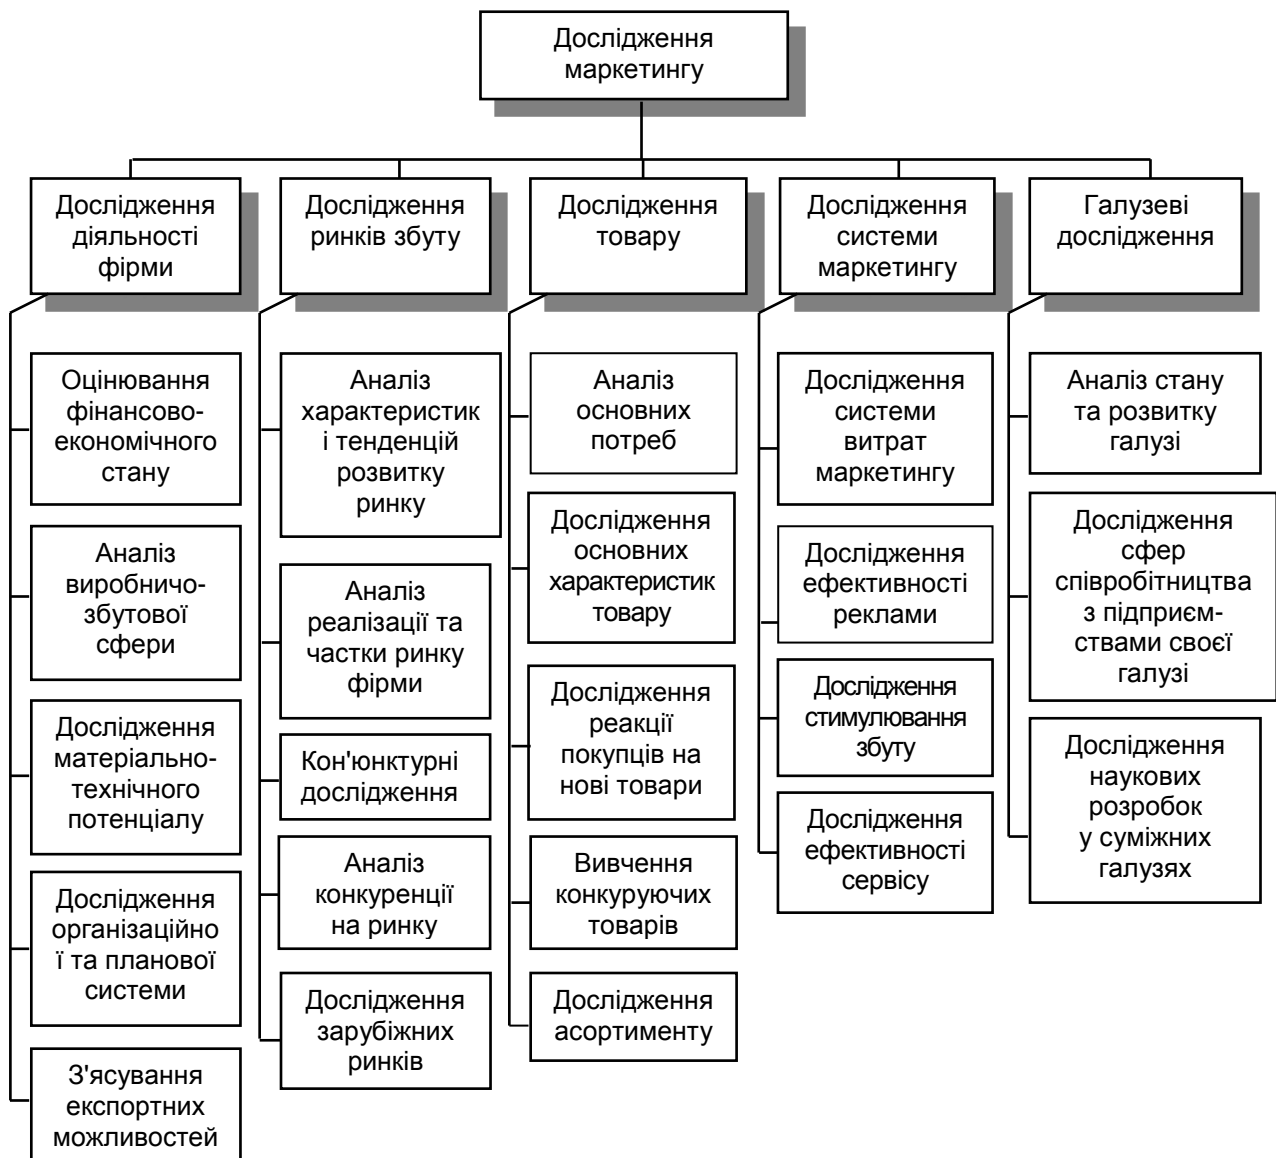 Дослідження
маркетингу
Дослідження
діяльності
фірми
Дослідження
ринків збуту
Дослідження
товару
Дослідження
системи
маркетингу
Галузеві
дослідження
Оцінювання
фінансово-
економічного
стану
Аналіз
виробничо-
збутової
сфери
Дослідження
матеріально-
технічного
потенціалу
Дослідження
організаційно
ї та планової
системи
З'ясування
експортних
можливостей
Аналіз
характеристик
і тенденцій
розвитку
ринку
Аналіз
реалізації та
частки ринку
фірми
Кон'юнктурні
дослідження
Аналіз
конкуренції
на ринку
Дослідження
зарубіжних
ринків
Аналіз
основних
потреб
Дослідження
основних
характеристик
товару
Дослідження
реакції
покупців на
нові товари
Вивчення
конкуруючих
товарів
Дослідження
асортименту
Дослідження
системи
витрат
маркетингу
Дослідження
ефективності
реклами
Дослідження
стимулювання
збуту
Дослідження
ефективності
сервісу
Аналіз стану
та розвитку
галузі
Дослідження
сфер
співробітництва
з підприєм-
ствами своєї
галузі
Дослідження
наукових
розробок
у суміжних
галузях